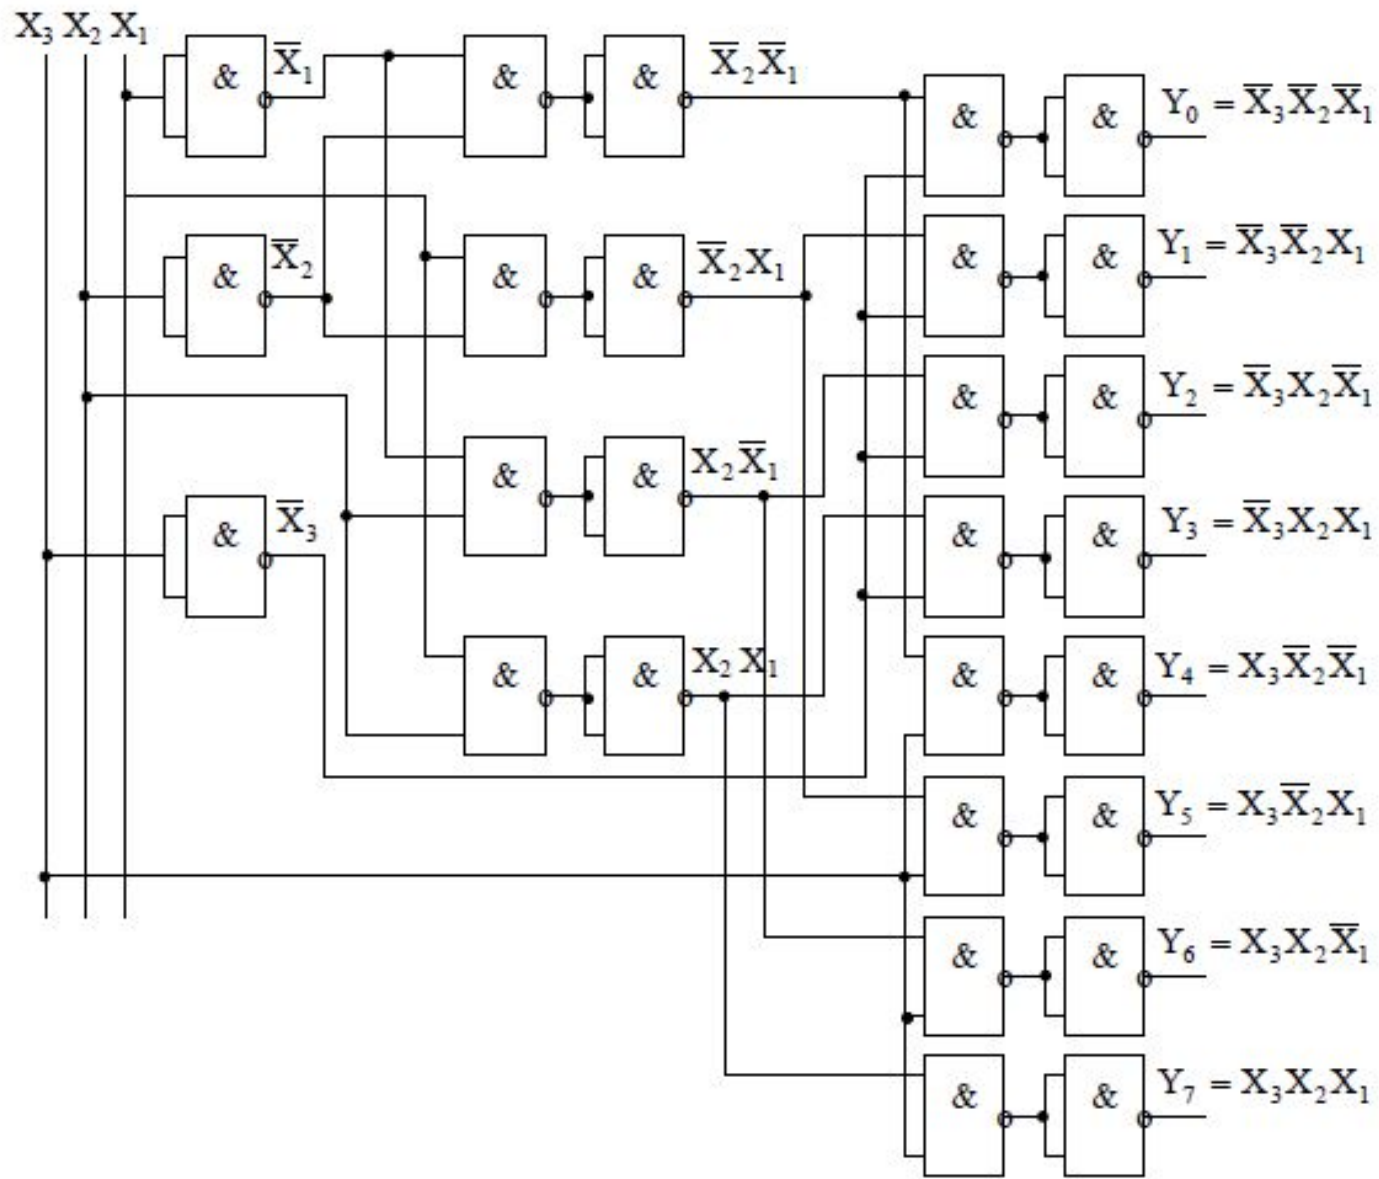 X₃ X₂ X₁
& X̅₁ & & X̅₂X̅₁
& & Y₀ = X̅₃X̅₂X̅₁
& X̅₂ & & X̅₂X₁
& & Y₁ = X̅₃X̅₂X₁
& & Y₂ = X̅₃X₂X̅₁
& & X₂X̅₁
& X̅₃
& & Y₃ = X̅₃X₂X₁
& & X₂X₁
& & Y₄ = X₃X̅₂X̅₁
& & Y₅ = X₃X̅₂X₁
& & Y₆ = X₃X₂X̅₁
& & Y₇ = X₃X₂X₁